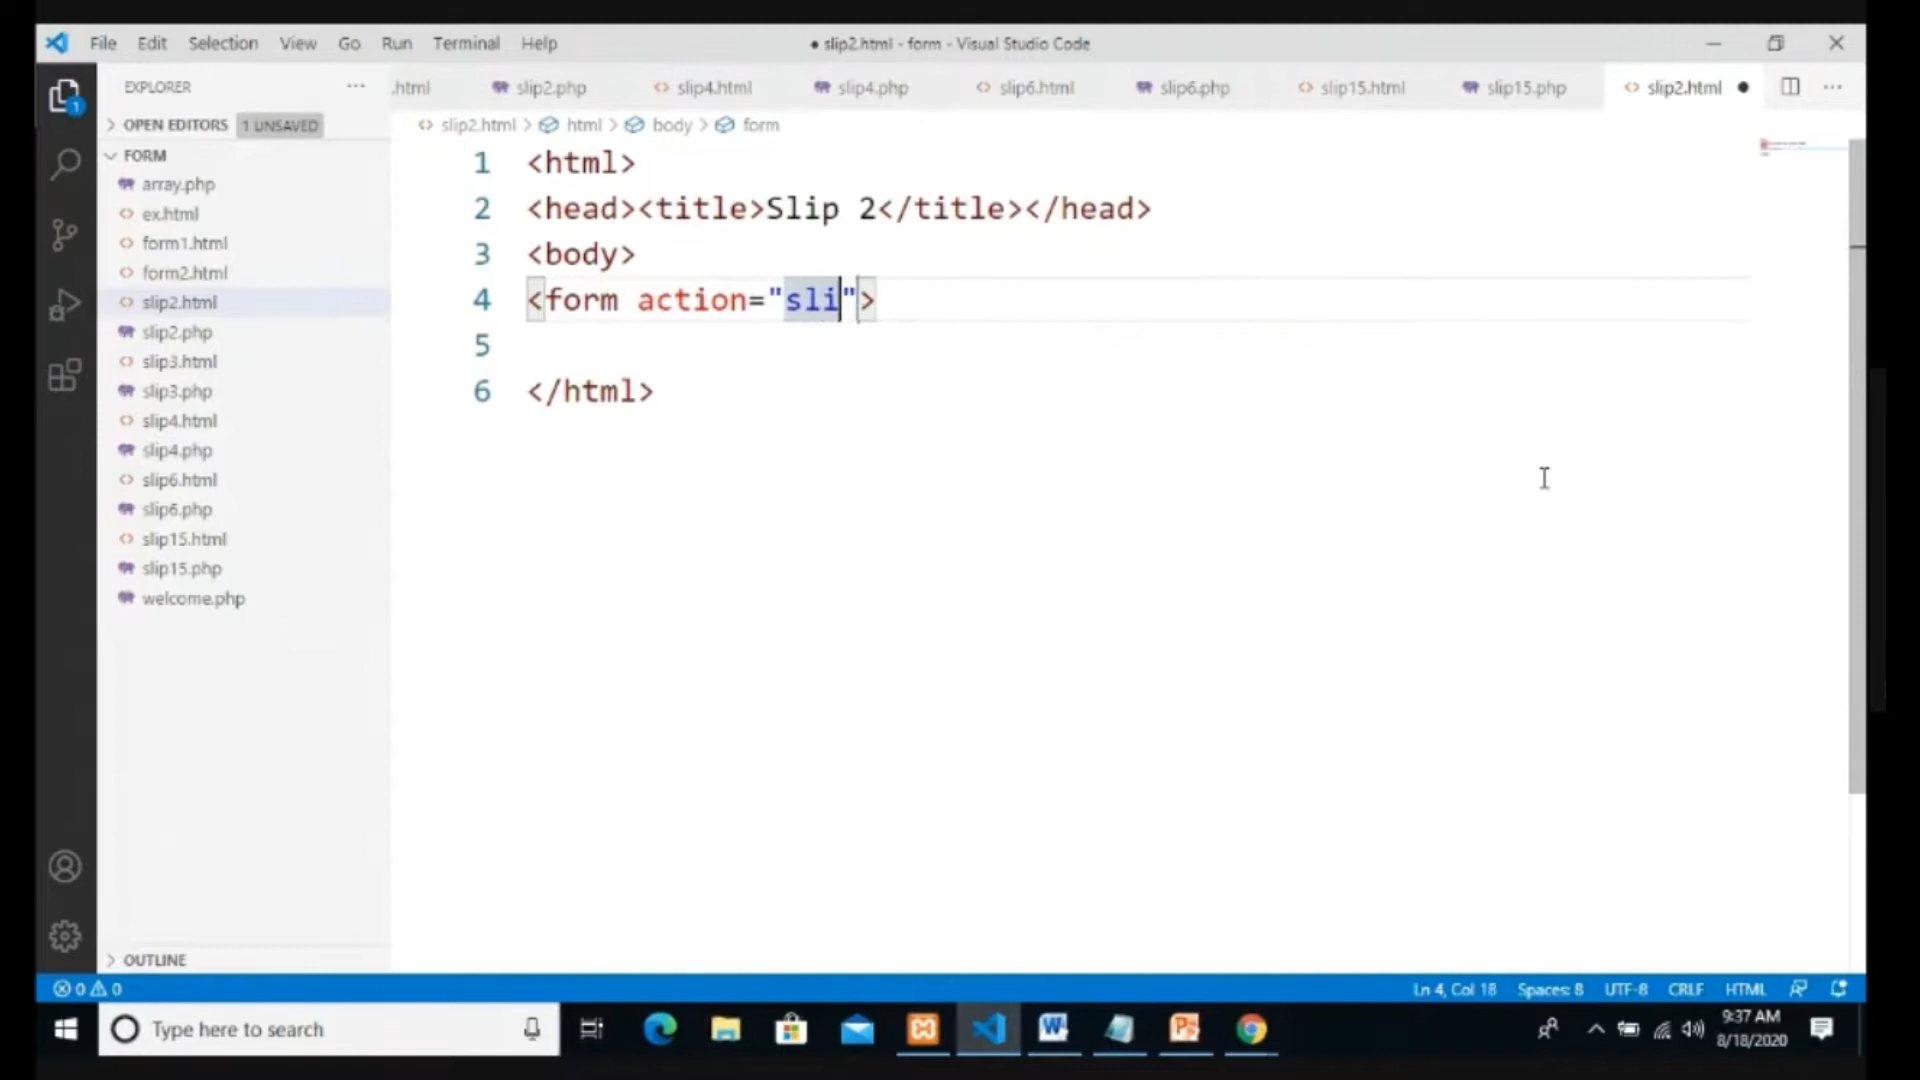 File Edit Selection View Go Run Terminal Help
● slip2.html - form - Visual Studio Code
EXPLORER ···
.html slip2.php slip4.html slip4.php slip6.html slip6.php slip15.html slip15.php slip2.html ● ···
OPEN EDITORS 1 UNSAVED
slip2.html > html > body > form
FORM
array.php
ex.html
form1.html
form2.html
slip2.html
slip2.php
slip3.html
slip3.php
slip4.html
slip4.php
slip6.html
slip6.php
slip15.html
slip15.php
welcome.php
OUTLINE
1 <html>
2 <head><title>Slip 2</title></head>
3 <body>
4 <form action="sli">
5
6 </html>
1
0 0
Ln 4, Col 18 Spaces: 8 UTF-8 CRLF HTML
Type here to search
9:37 AM
8/18/2020